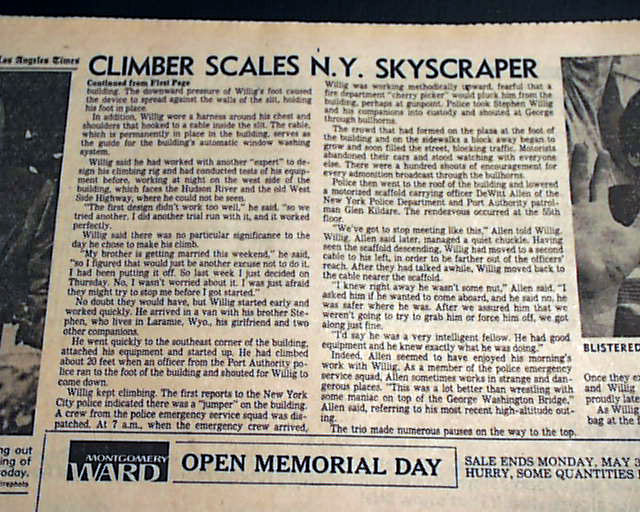 Los Angeles Times
CLIMBER SCALES N.Y. SKYSCRAPER
Continued from First Page
building. The downward pressure of Willig's foot caused
the device to spread against the walls of the slit, holding
his foot in place.
In addition, Willig wore a harness around his chest and
shoulders that hooked to a cable inside the slit. The cable,
which is permanently in place in the building, serves as
the guide for the building's automatic window washing
system.
Willig said he had worked with another "expert" to de-
sign his climbing rig and had conducted tests of his equip-
ment before, working at night on the west side of the
building, which faces the Hudson River and the old West
Side Highway, where he could not be seen.
"The first design didn't work too well," he said, "so we
tried another. I did another trial run with it, and it worked
perfectly.
Willig said there was no particular significance to the
day he chose to make his climb.
"My brother is getting married this weekend," he said,
"so I figured that would just be another excuse not to do it.
I had been putting it off. So last week I just decided on
Thursday. No, I wasn't worried about it. I was just afraid
they might try to stop me before I got started."
No doubt they would have, but Willig started early and
worked quickly. He arrived in a van with his brother Ste-
phen, who lives in Laramie, Wyo., his girlfriend and two
other companions.
He went quickly to the southeast corner of the building,
attached his equipment and started up. He had climbed
about 20 feet when an officer from the Port Authority po-
lice ran to the foot of the building and shouted for Willig to
come down.
Willig kept climbing. The first reports to the New York
City police indicated there was a "jumper" on the building.
A crew from the police emergency service squad was dis-
patched. At 7 a.m., when the emergency crew arrived,
Willig was working methodically upward, fearful that a
fire department "cherry picker" would pluck him from the
building, perhaps at gunpoint. Police took Stephen Willig
and his companions into custody and shouted at George
through bullhorns.
The crowd that had formed on the plaza at the foot of
the building and on the sidewalks a block away began to
grow and soon filled the street, blocking traffic. Motorists
abandoned their cars and stood watching with everyone
else. There were a hundred shouts of encouragement for
every admonition broadcast through the bullhorns.
Police then went to the roof of the building and lowered
a motorized scaffold carrying officer DeWitt Allen of the
New York Police Department and Port Authority patrol-
man Glen Kildare. The rendezvous occurred at the 55th
floor.
"We've got to stop meeting like this," Allen told Willig.
Willig, Allen said later, managed a quiet chuckle. Having
seen the scaffold descending, Willig had moved to a second
cable to his left, in order to be farther out of the officers'
reach. After they had talked awhile, Willig moved back to
the cable nearer the scaffold.
"I knew right away he wasn't some nut," Allen said. "I
asked him if he wanted to come aboard, and he said no, he
was safer where he was. After we assured him that we
weren't going to try to grab him or force him off, we got
along just fine.
"I'd say he was a very intelligent fellow. He had good
equipment and he knew exactly what he was doing."
Indeed, Allen seemed to have enjoyed his morning's
work with Willig. As a member of the police emergency
service squad, Allen sometimes works in strange and dan-
gerous places. "This was a lot better than wrestling with
some maniac on top of the George Washington Bridge,"
Allen said, referring to his most recent high-altitude out-
ing.
The trio made numerous pauses on the way to the top.
BLISTERED
Once they
and Willig
proudly late
As Willig
bag at the
ng out
ing of
oday.
irephoto
MONTGOMERY
WARD
OPEN MEMORIAL DAY
SALE ENDS MONDAY, MAY 3
HURRY, SOME QUANTITIES